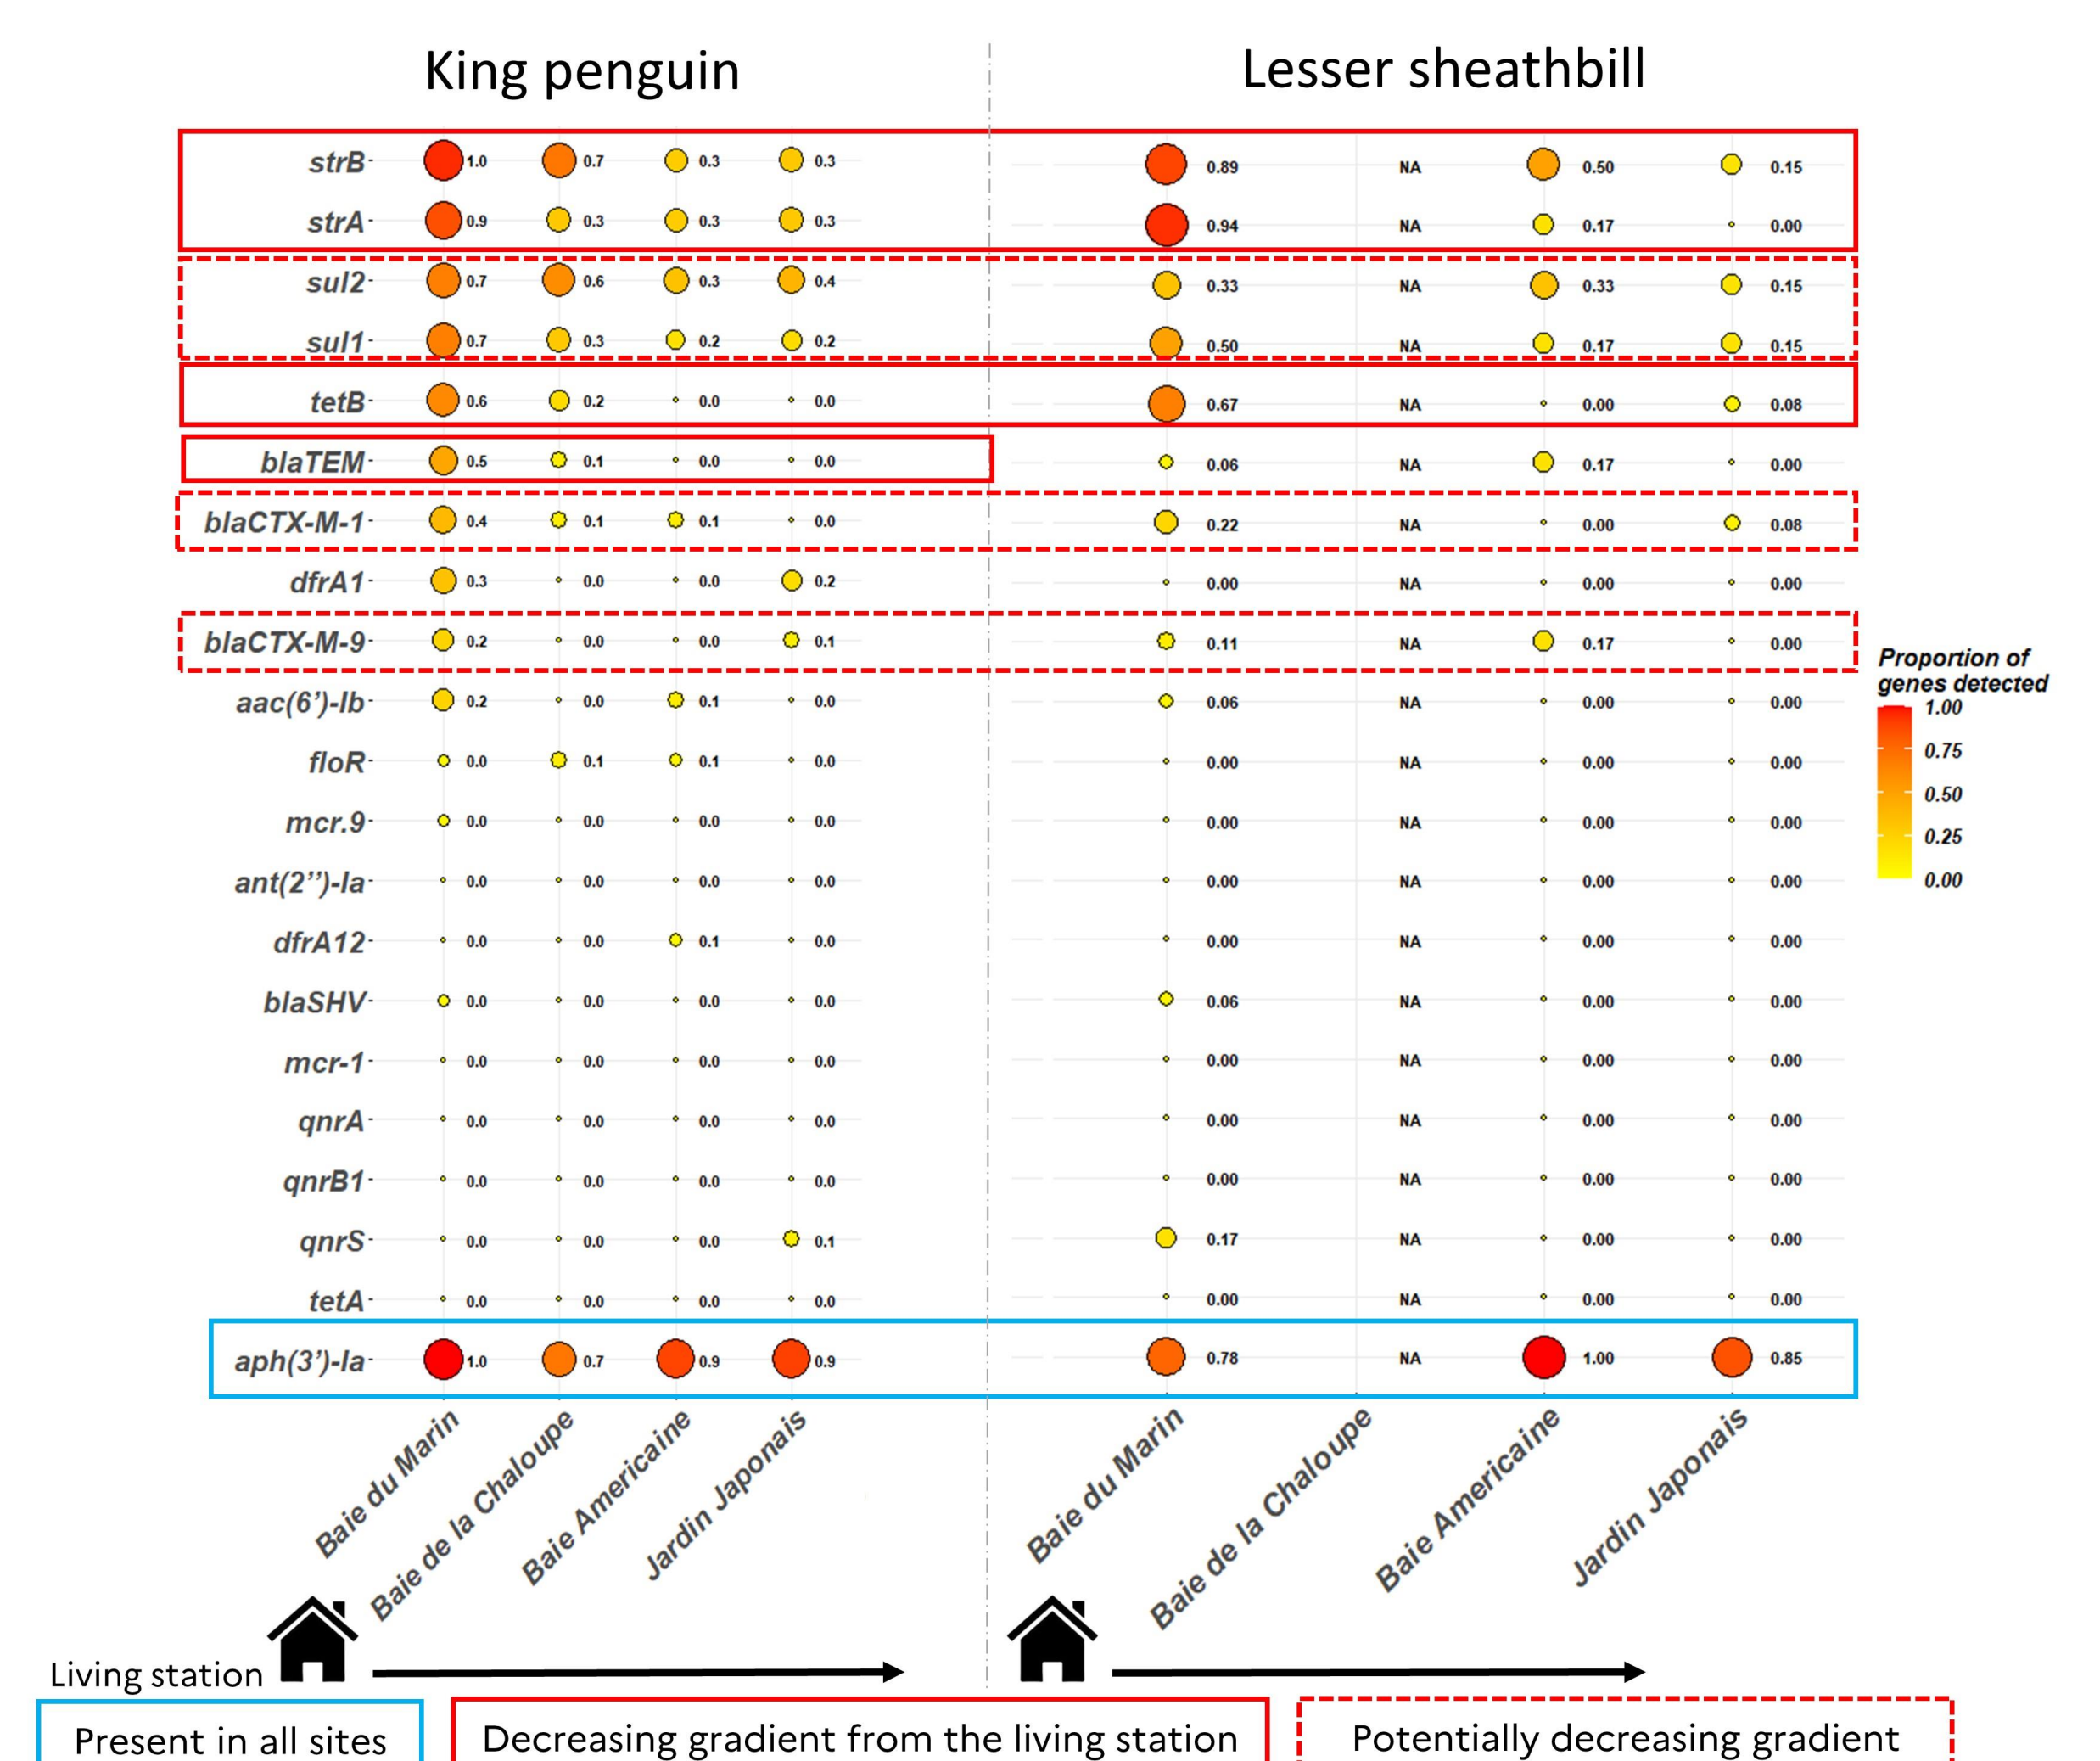 King penguin Lesser sheathbill
strB 1.0 0.7 0.3 0.3 0.89 NA 0.50 0.15
strA 0.9 0.3 0.3 0.3 0.94 NA 0.17 0.00
sul2 0.7 0.6 0.3 0.4 0.33 NA 0.33 0.15
sul1 0.7 0.3 0.2 0.2 0.50 NA 0.17 0.15
tetB 0.6 0.2 0.0 0.0 0.67 NA 0.00 0.08
blaTEM 0.5 0.1 0.0 0.0 0.06 NA 0.17 0.00
blaCTX-M-1 0.4 0.1 0.1 0.0 0.22 NA 0.00 0.08
dfrA1 0.3 0.0 0.0 0.2 0.00 NA 0.00 0.00
blaCTX-M-9 0.2 0.0 0.0 0.1 0.11 NA 0.17 0.00
aac(6’)-Ib 0.2 0.0 0.1 0.0 0.06 NA 0.00 0.00
floR 0.0 0.1 0.1 0.0 0.00 NA 0.00 0.00
mcr.9 0.0 0.0 0.0 0.0 0.00 NA 0.00 0.00
ant(2’’)-Ia 0.0 0.0 0.0 0.0 0.00 NA 0.00 0.00
dfrA12 0.0 0.0 0.1 0.0 0.00 NA 0.00 0.00
blaSHV 0.0 0.0 0.0 0.0 0.06 NA 0.00 0.00
mcr-1 0.0 0.0 0.0 0.0 0.00 NA 0.00 0.00
qnrA 0.0 0.0 0.0 0.0 0.00 NA 0.00 0.00
qnrB1 0.0 0.0 0.0 0.0 0.00 NA 0.00 0.00
qnrS 0.0 0.0 0.0 0.1 0.17 NA 0.00 0.00
tetA 0.0 0.0 0.0 0.0 0.00 NA 0.00 0.00
aph(3’)-Ia 1.0 0.7 0.9 0.9 0.78 NA 1.00 0.85
Proportion of
genes detected
1.00
0.75
0.50
0.25
0.00
Baie du Marin
Baie de la Chaloupe
Baie Americaine
Jardin Japonais
Baie du Marin
Baie de la Chaloupe
Baie Americaine
Jardin Japonais
Living station
Present in all sites
Decreasing gradient from the living station
Potentially decreasing gradient